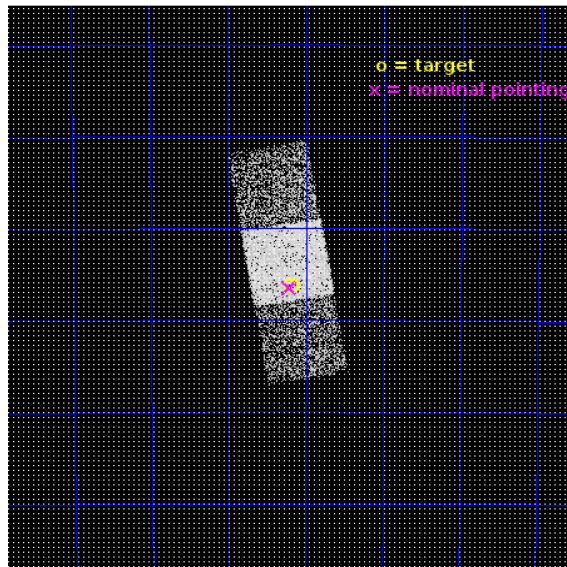 o = target
x = nominal pointing